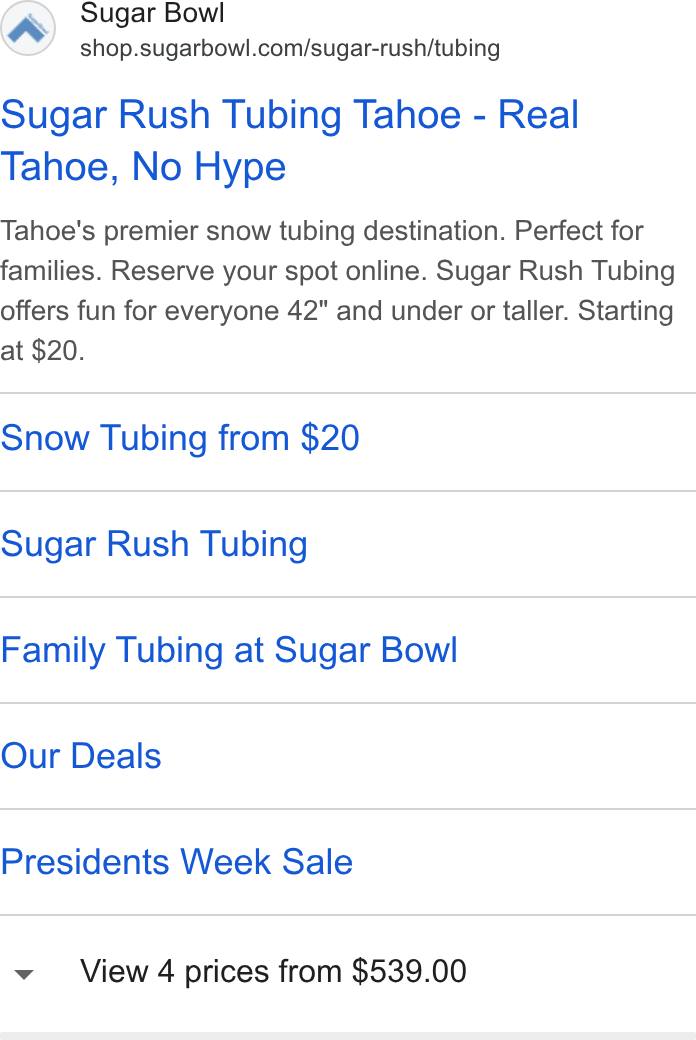 Sugar Bowl
shop.sugarbowl.com/sugar-rush/tubing
Sugar Rush Tubing Tahoe - Real
Tahoe, No Hype
Tahoe's premier snow tubing destination. Perfect for
families. Reserve your spot online. Sugar Rush Tubing
offers fun for everyone 42" and under or taller. Starting
at $20.
Snow Tubing from $20
Sugar Rush Tubing
Family Tubing at Sugar Bowl
Our Deals
Presidents Week Sale
View 4 prices from $539.00